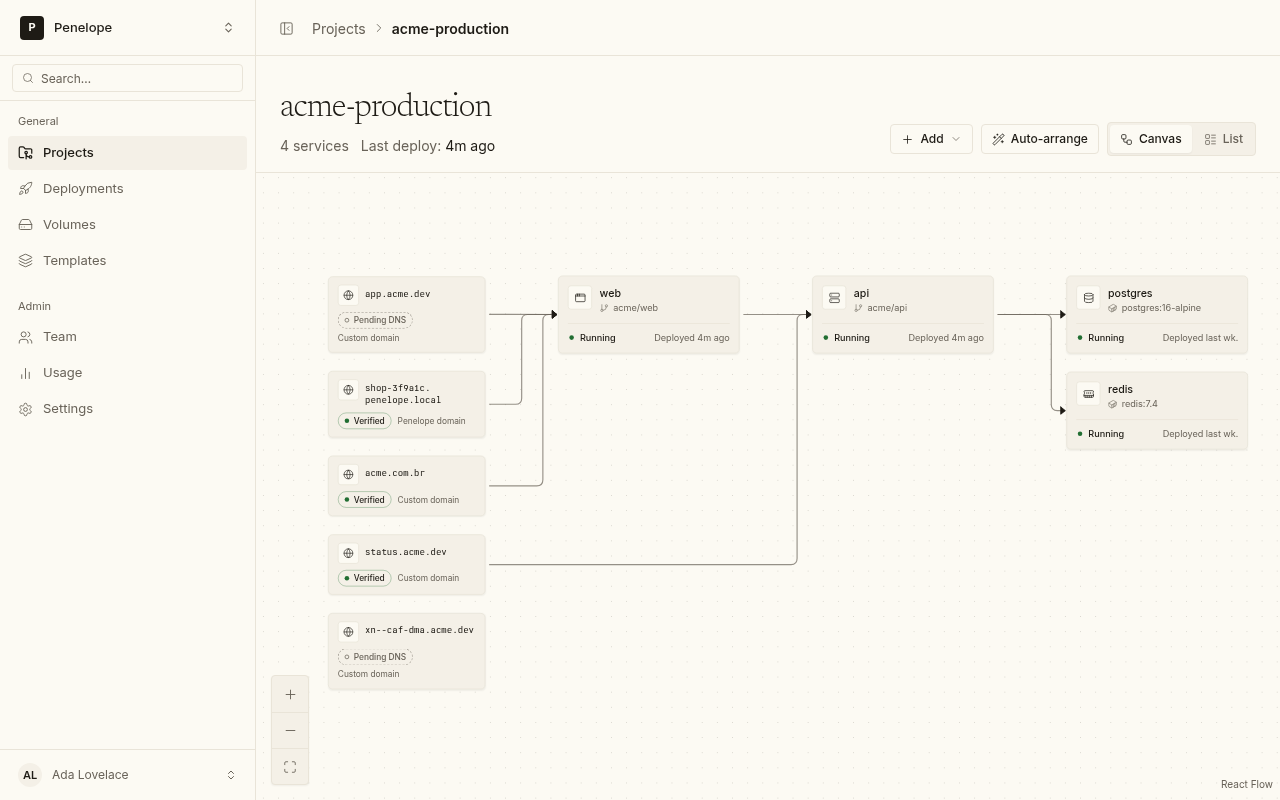 P Penelope
Search...
General
Projects
Deployments
Volumes
Templates
Admin
Team
Usage
Settings
AL Ada Lovelace
Projects > acme-production
acme-production
4 services Last deploy: 4m ago
Add
Auto-arrange
Canvas
List
app.acme.dev
Pending DNS
Custom domain
shop-3f9a1c.
penelope.local
Verified Penelope domain
acme.com.br
Verified Custom domain
status.acme.dev
Verified Custom domain
xn--caf-dma.acme.dev
Pending DNS
Custom domain
web
acme/web
Running Deployed 4m ago
api
acme/api
Running Deployed 4m ago
postgres
postgres:16-alpine
Running Deployed last wk.
redis
redis:7.4
Running Deployed last wk.
React Flow